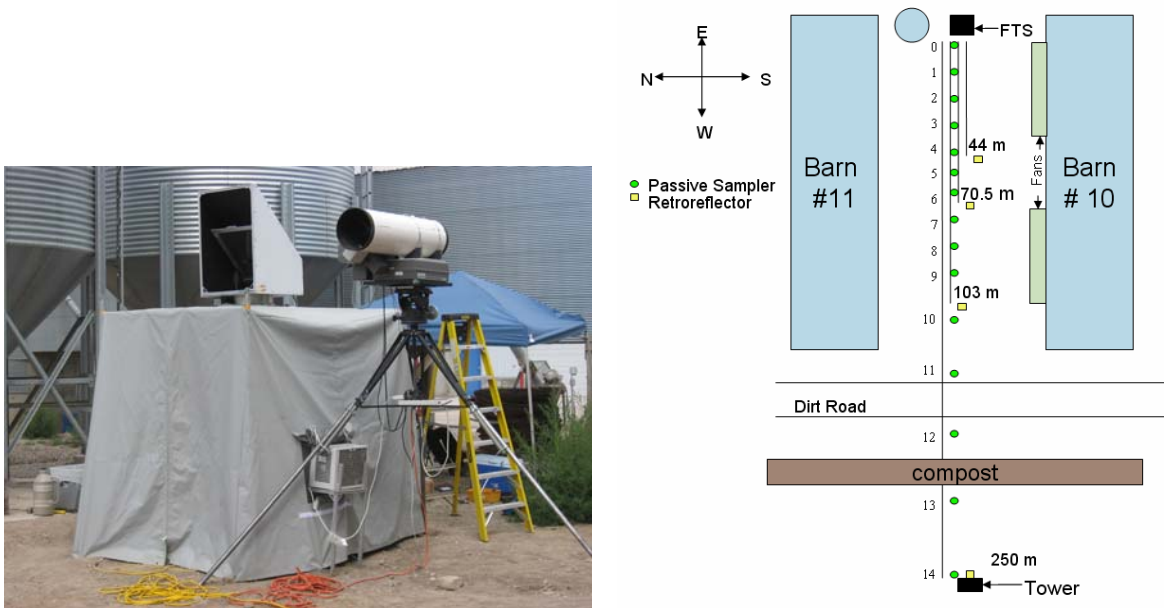 E
N S
W
Passive Sampler
Retroreflector
FTS
0
1
2
3
4
5
6
7
8
9
10
11
12
13
14
44 m
70.5 m
103 m
250 m
Barn
#11
Fans
Barn
# 10
Dirt Road
compost
Tower